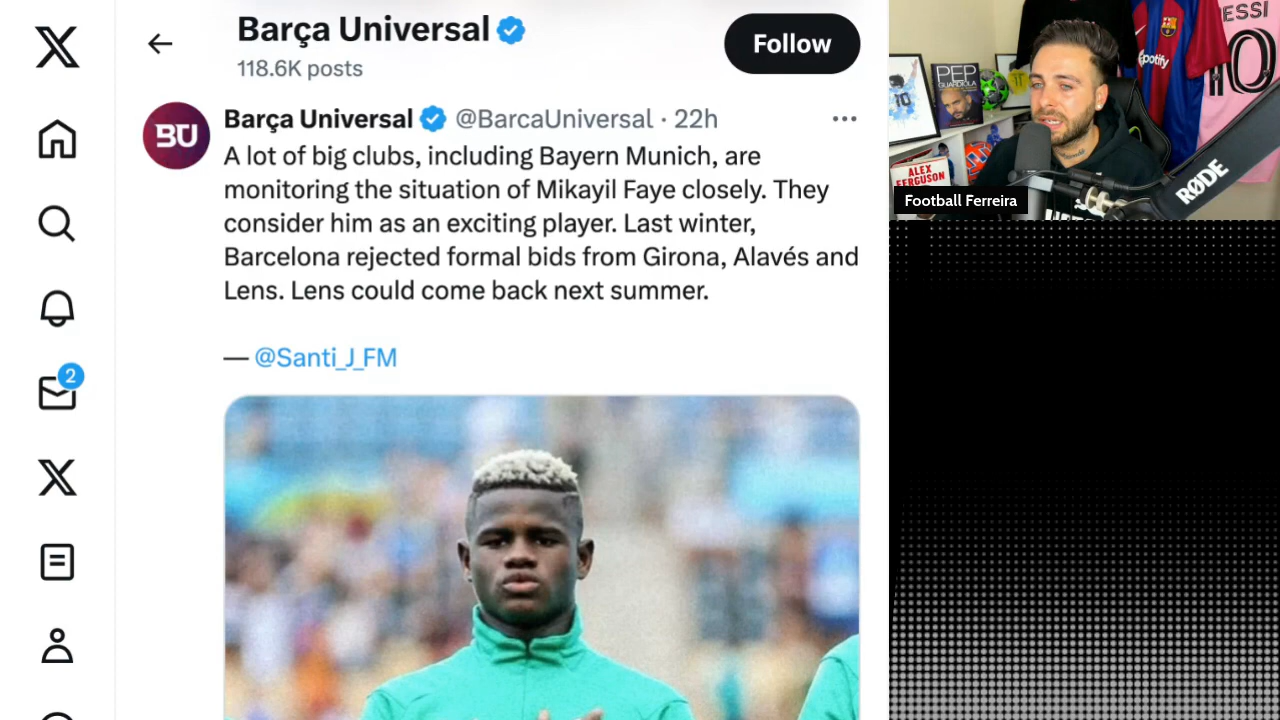 Barça Universal
118.6K posts
Follow
BU
Barça Universal @BarcaUniversal · 22h
A lot of big clubs, including Bayern Munich, are
monitoring the situation of Mikayil Faye closely. They
consider him as an exciting player. Last winter,
Barcelona rejected formal bids from Girona, Alavés and
Lens. Lens could come back next summer.
— @Santi_J_FM
2
ESSI
10
Spotify
PEP
GUARDIOLA
10
ALEX
FERGUSON
RØDE
Football Ferreira